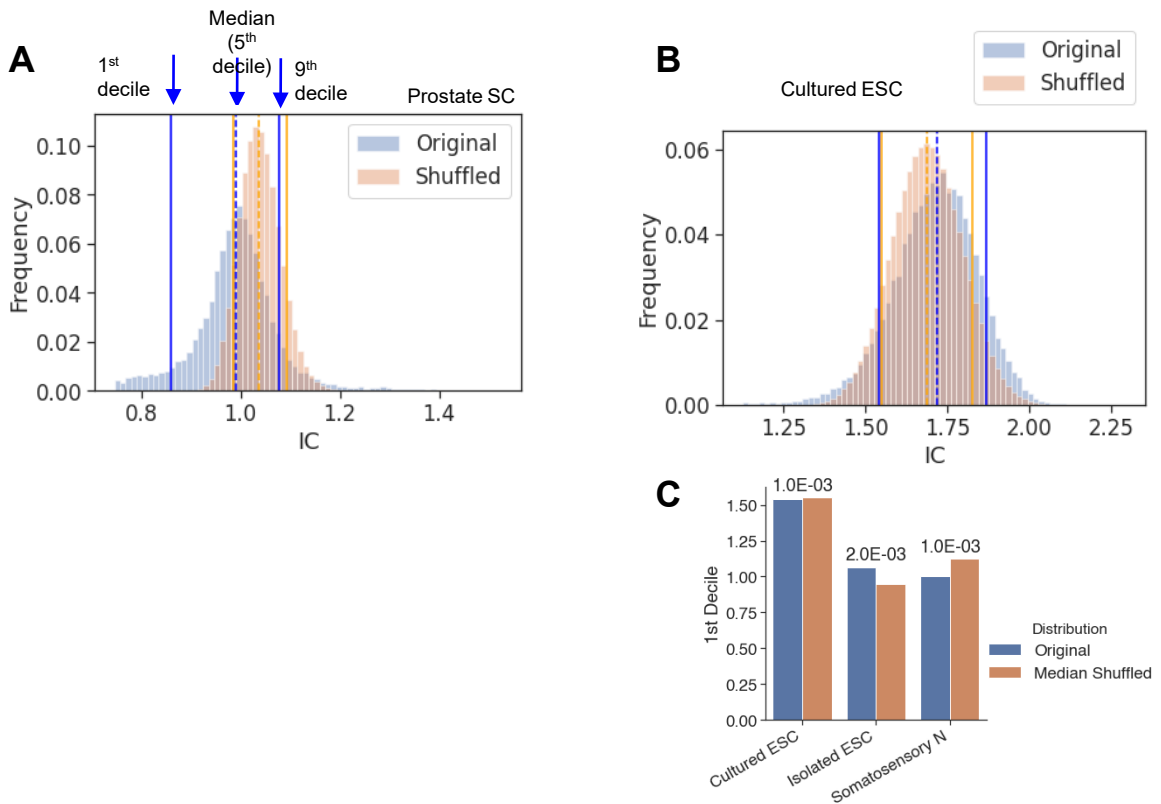 A
1st
decile
Median
(5th
decile)
9th
decile
Prostate SC
Original
Shuffled
0.10
0.08
0.06
0.04
0.02
0.00
Frequency
0.8
1.0
1.2
1.4
IC
B
Cultured ESC
Original
Shuffled
0.06
0.04
0.02
0.00
Frequency
1.25
1.50
1.75
2.00
2.25
IC
C
1.0E-03
2.0E-03
1.0E-03
1.50
1.25
1.00
0.75
0.50
0.25
0.00
1st Decile
Cultured ESC
Isolated ESC
Somatosensory N
Distribution
Original
Median Shuffled